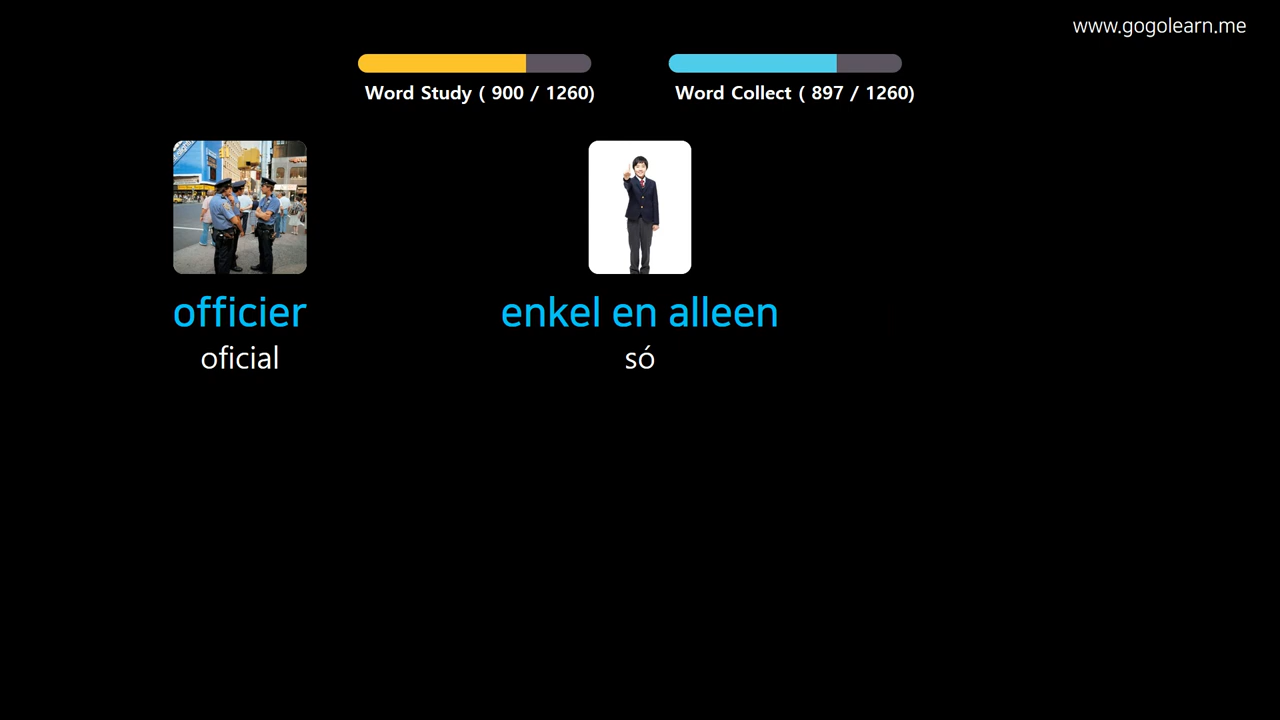 www.gogolearn.me
Word Study ( 900 / 1260)
Word Collect ( 897 / 1260)
officier
oficial
enkel en alleen
só